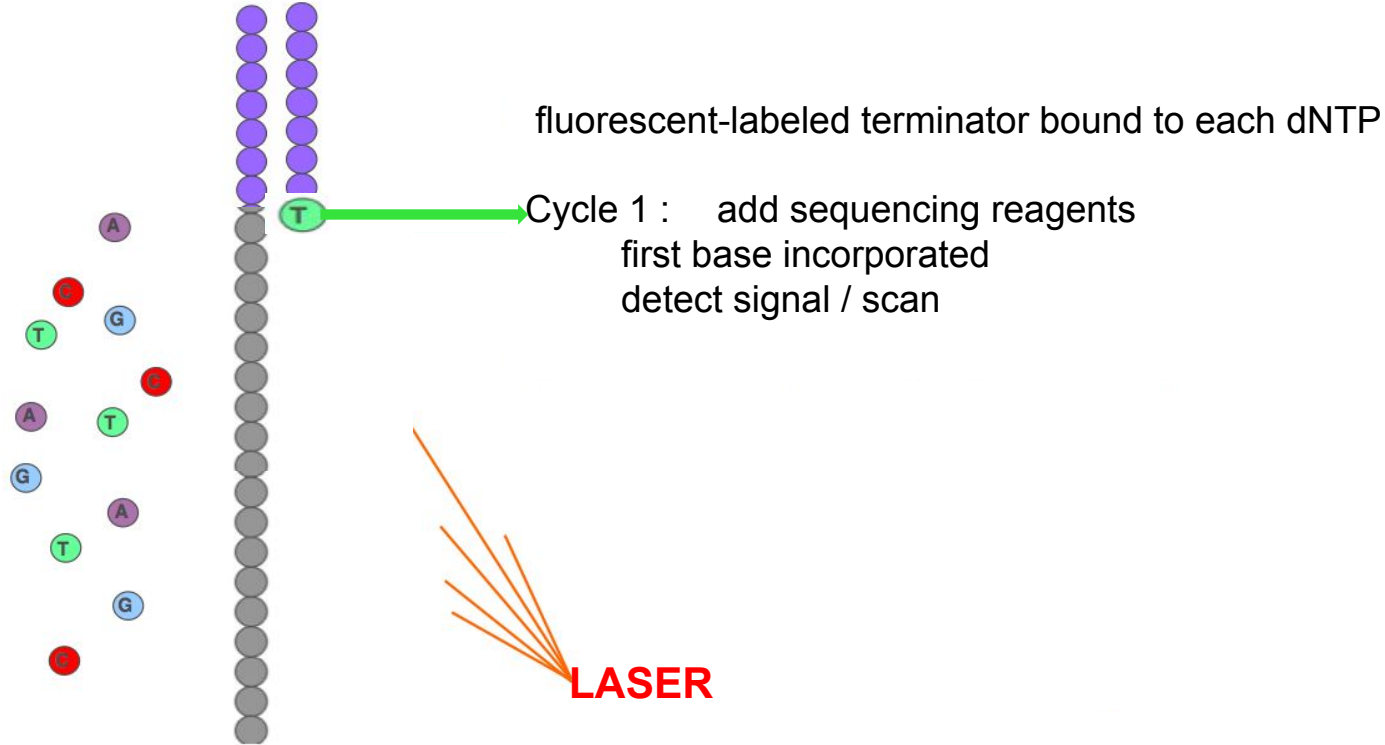 fluorescent-labeled terminator bound to each dNTP
T
Cycle 1 : add sequencing reagents
first base incorporated
detect signal / scan
A
C
G
T
C
A
T
G
A
T
G
C
LASER